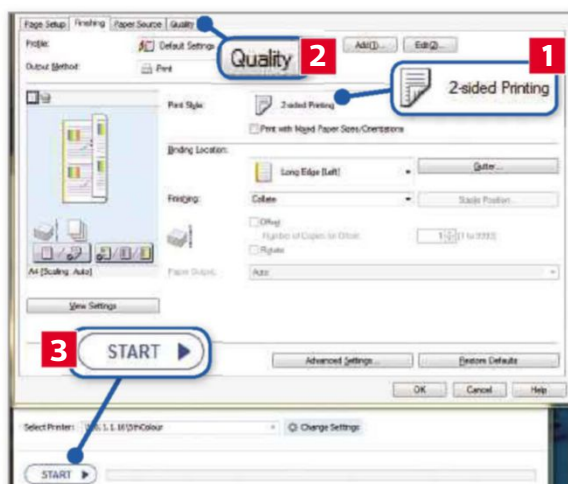 Page Setup Finishing Paper Source Quality
Profile: Default Settings Add(1)... Edit(2)...
Quality 2
1
2-sided Printing
Output Method: Print
Print Style: 2-sided Printing
Print with Mixed Paper Sizes/Orientations
Binding Location:
Long Edge [Left] Gutter...
Finishing: Collate Staple Position...
Offset
Number of Copies for Offset: 1 [1 to 9999]
Rotate
A4 [Scaling: Auto] Paper Output: Auto
View Settings
3 START
Advanced Settings... Restore Defaults
OK Cancel Help
Select Printer: Change Settings
START